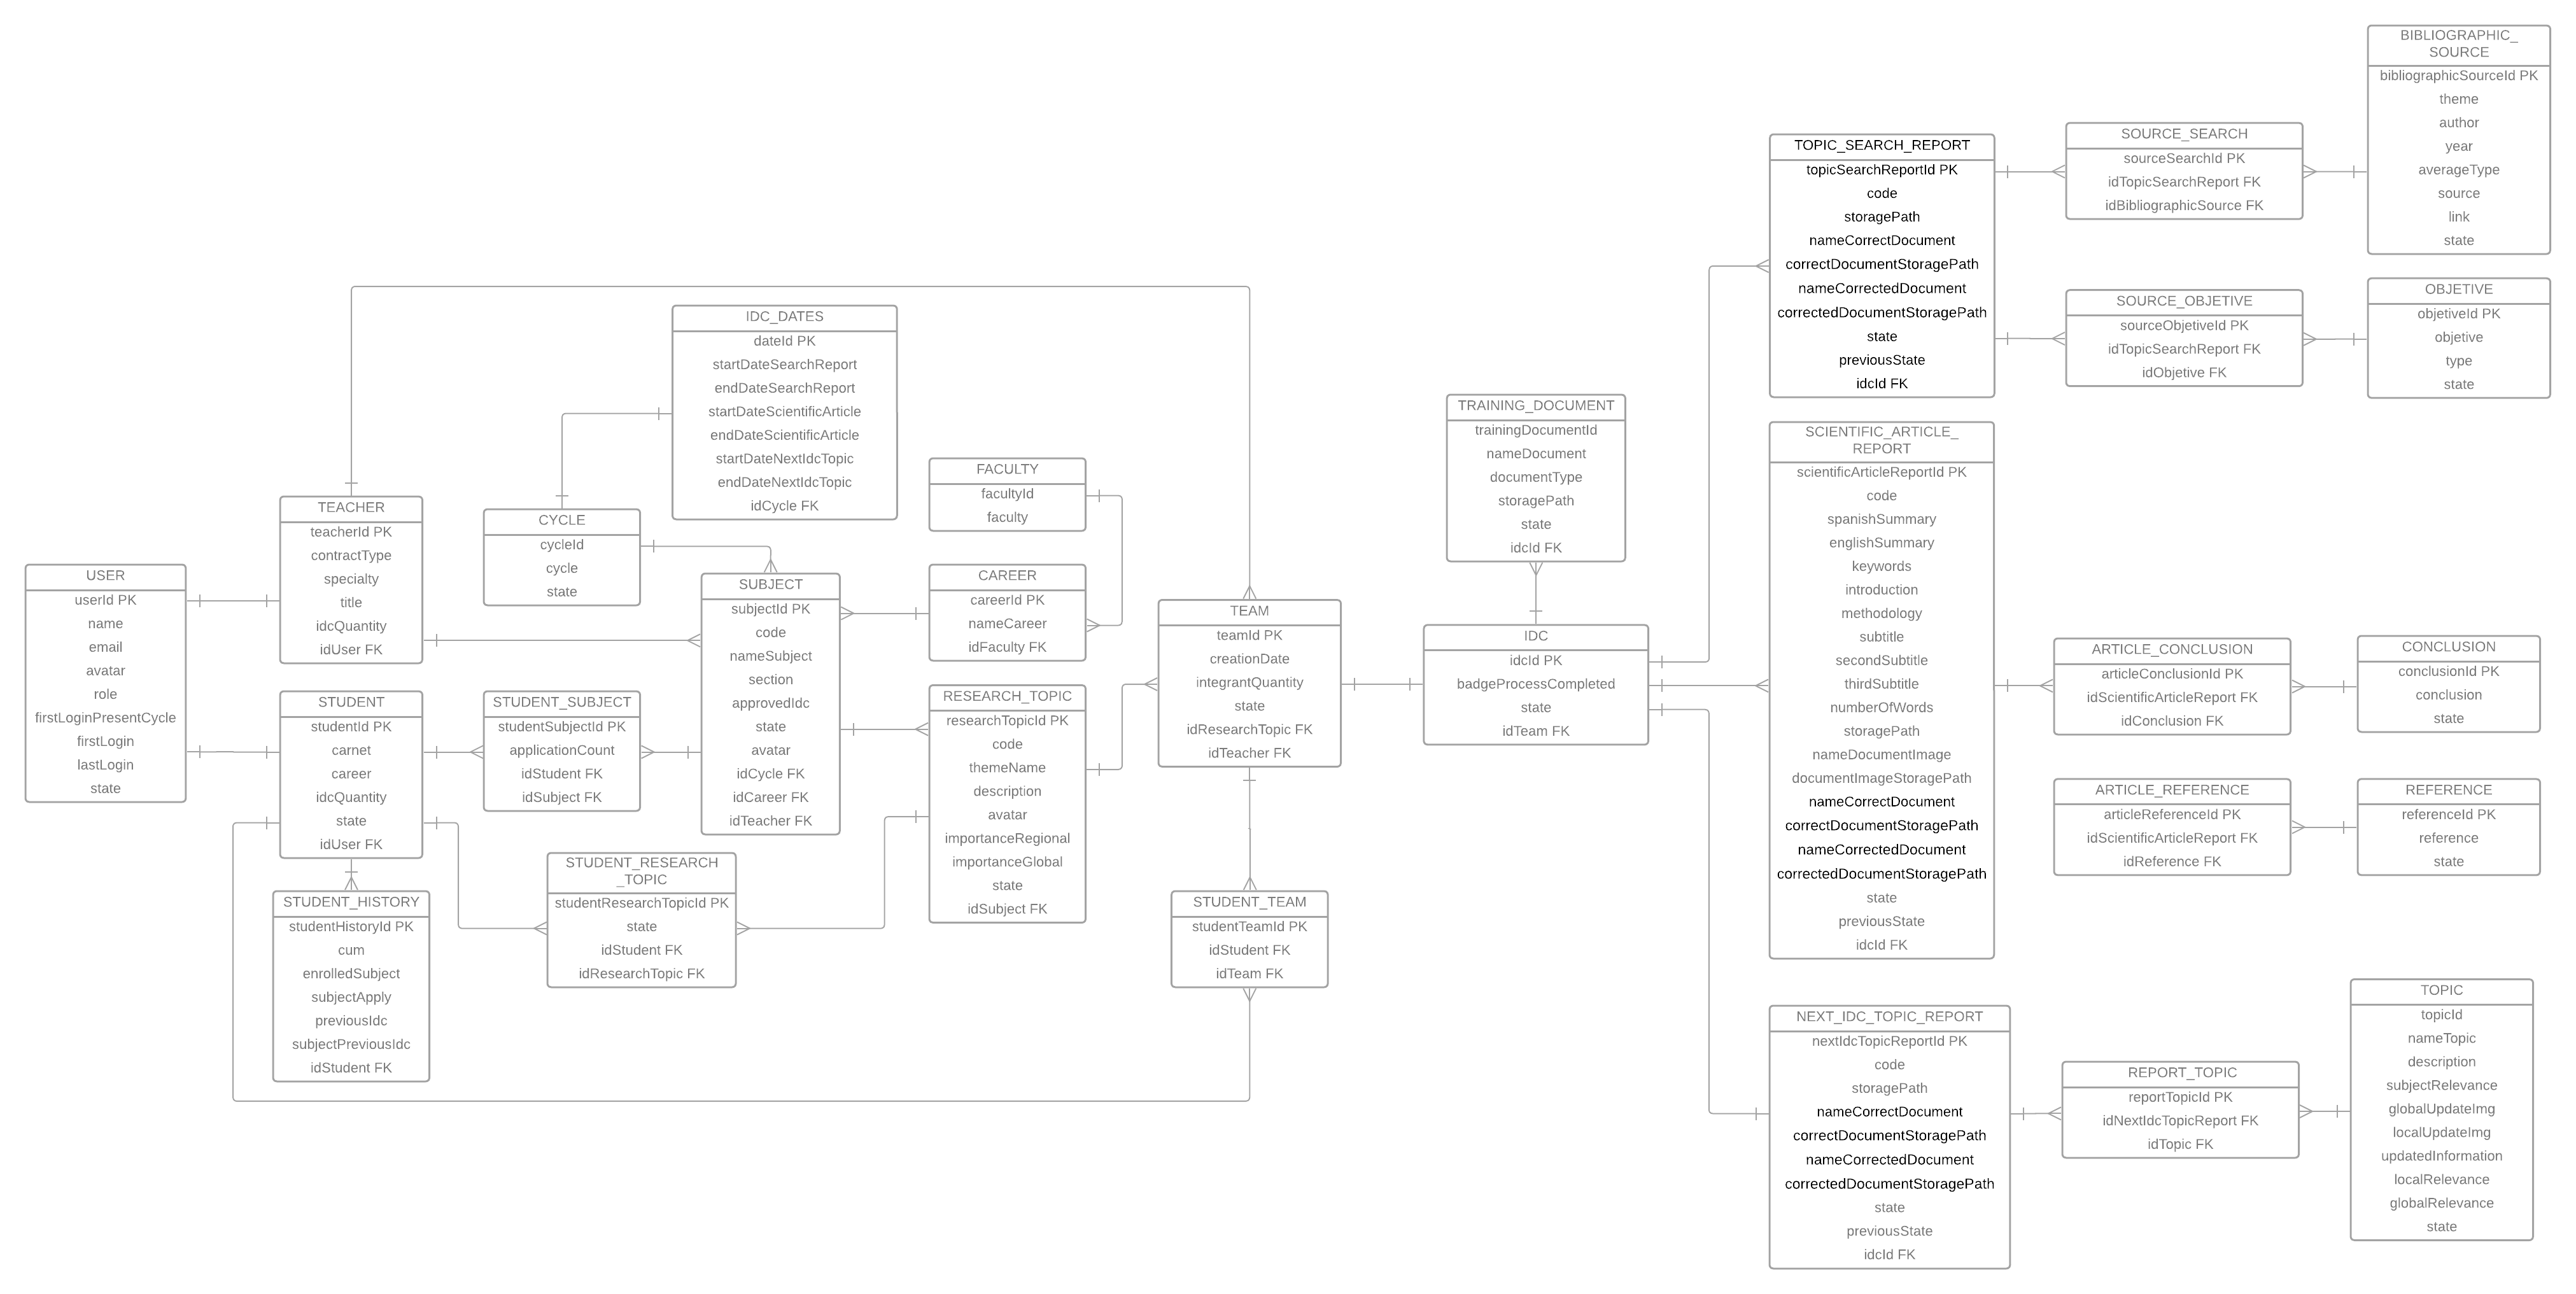 USER
userId PK
name
email
avatar
role
firstLoginPresentCycle
firstLogin
lastLogin
state
TEACHER
teacherId PK
contractType
specialty
title
idcQuantity
idUser FK
STUDENT
studentId PK
carnet
career
idcQuantity
state
idUser FK
STUDENT_HISTORY
studentHistoryId PK
cum
enrolledSubject
subjectApply
previousIdc
subjectPreviousIdc
idStudent FK
CYCLE
cycleId
cycle
state
STUDENT_SUBJECT
studentSubjectId PK
applicationCount
idStudent FK
idSubject FK
STUDENT_RESEARCH
_TOPIC
studentResearchTopicId PK
state
idStudent FK
idResearchTopic FK
IDC_DATES
dateId PK
startDateSearchReport
endDateSearchReport
startDateScientificArticle
endDateScientificArticle
startDateNextIdcTopic
endDateNextIdcTopic
idCycle FK
SUBJECT
subjectId PK
code
nameSubject
section
approvedIdc
state
avatar
idCycle FK
idCareer FK
idTeacher FK
FACULTY
facultyId
faculty
CAREER
careerId PK
nameCareer
idFaculty FK
RESEARCH_TOPIC
researchTopicId PK
code
themeName
description
avatar
importanceRegional
importanceGlobal
state
idSubject FK
TEAM
teamId PK
creationDate
integrantQuantity
state
idResearchTopic FK
idTeacher FK
STUDENT_TEAM
studentTeamId PK
idStudent FK
idTeam FK
TRAINING_DOCUMENT
trainingDocumentId
nameDocument
documentType
storagePath
state
idcId FK
IDC
idcId PK
badgeProcessCompleted
state
idTeam FK
TOPIC_SEARCH_REPORT
topicSearchReportId PK
code
storagePath
nameCorrectDocument
correctDocumentStoragePath
nameCorrectedDocument
correctedDocumentStoragePath
state
previousState
idcId FK
SCIENTIFIC_ARTICLE_
REPORT
scientificArticleReportId PK
code
spanishSummary
englishSummary
keywords
introduction
methodology
subtitle
secondSubtitle
thirdSubtitle
numberOfWords
storagePath
nameDocumentImage
documentImageStoragePath
nameCorrectDocument
correctDocumentStoragePath
nameCorrectedDocument
correctedDocumentStoragePath
state
previousState
idcId FK
NEXT_IDC_TOPIC_REPORT
nextIdcTopicReportId PK
code
storagePath
nameCorrectDocument
correctDocumentStoragePath
nameCorrectedDocument
correctedDocumentStoragePath
state
previousState
idcId FK
SOURCE_SEARCH
sourceSearchId PK
idTopicSearchReport FK
idBibliographicSource FK
SOURCE_OBJETIVE
sourceObjetiveId PK
idTopicSearchReport FK
idObjetive FK
ARTICLE_CONCLUSION
articleConclusionId PK
idScientificArticleReport FK
idConclusion FK
ARTICLE_REFERENCE
articleReferenceId PK
idScientificArticleReport FK
idReference FK
REPORT_TOPIC
reportTopicId PK
idNextIdcTopicReport FK
idTopic FK
BIBLIOGRAPHIC_
SOURCE
bibliographicSourceId PK
theme
author
year
averageType
source
link
state
OBJETIVE
objetiveId PK
objetive
type
state
CONCLUSION
conclusionId PK
conclusion
state
REFERENCE
referenceId PK
reference
state
TOPIC
topicId
nameTopic
description
subjectRelevance
globalUpdateImg
localUpdateImg
updatedInformation
localRelevance
globalRelevance
state